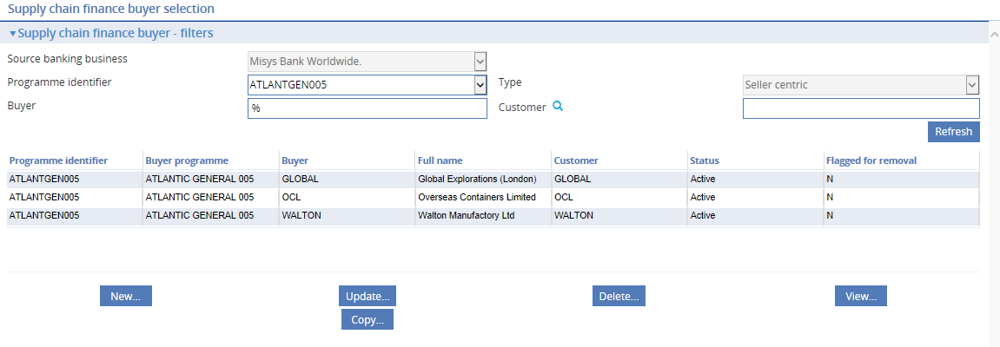 Supply chain finance buyer selection
▾Supply chain finance buyer - filters
Source banking business Misys Bank Worldwide.
Programme identifier ATLANTGEN005 Type Seller centric
Buyer % Customer
Refresh
Programme identifier Buyer programme Buyer Full name Customer Status Flagged for removal
ATLANTGEN005 ATLANTIC GENERAL 005 GLOBAL Global Explorations (London) GLOBAL Active N
ATLANTGEN005 ATLANTIC GENERAL 005 OCL Overseas Containers Limited OCL Active N
ATLANTGEN005 ATLANTIC GENERAL 005 WALTON Walton Manufactory Ltd WALTON Active N
New... Update... Delete... View...
Copy...